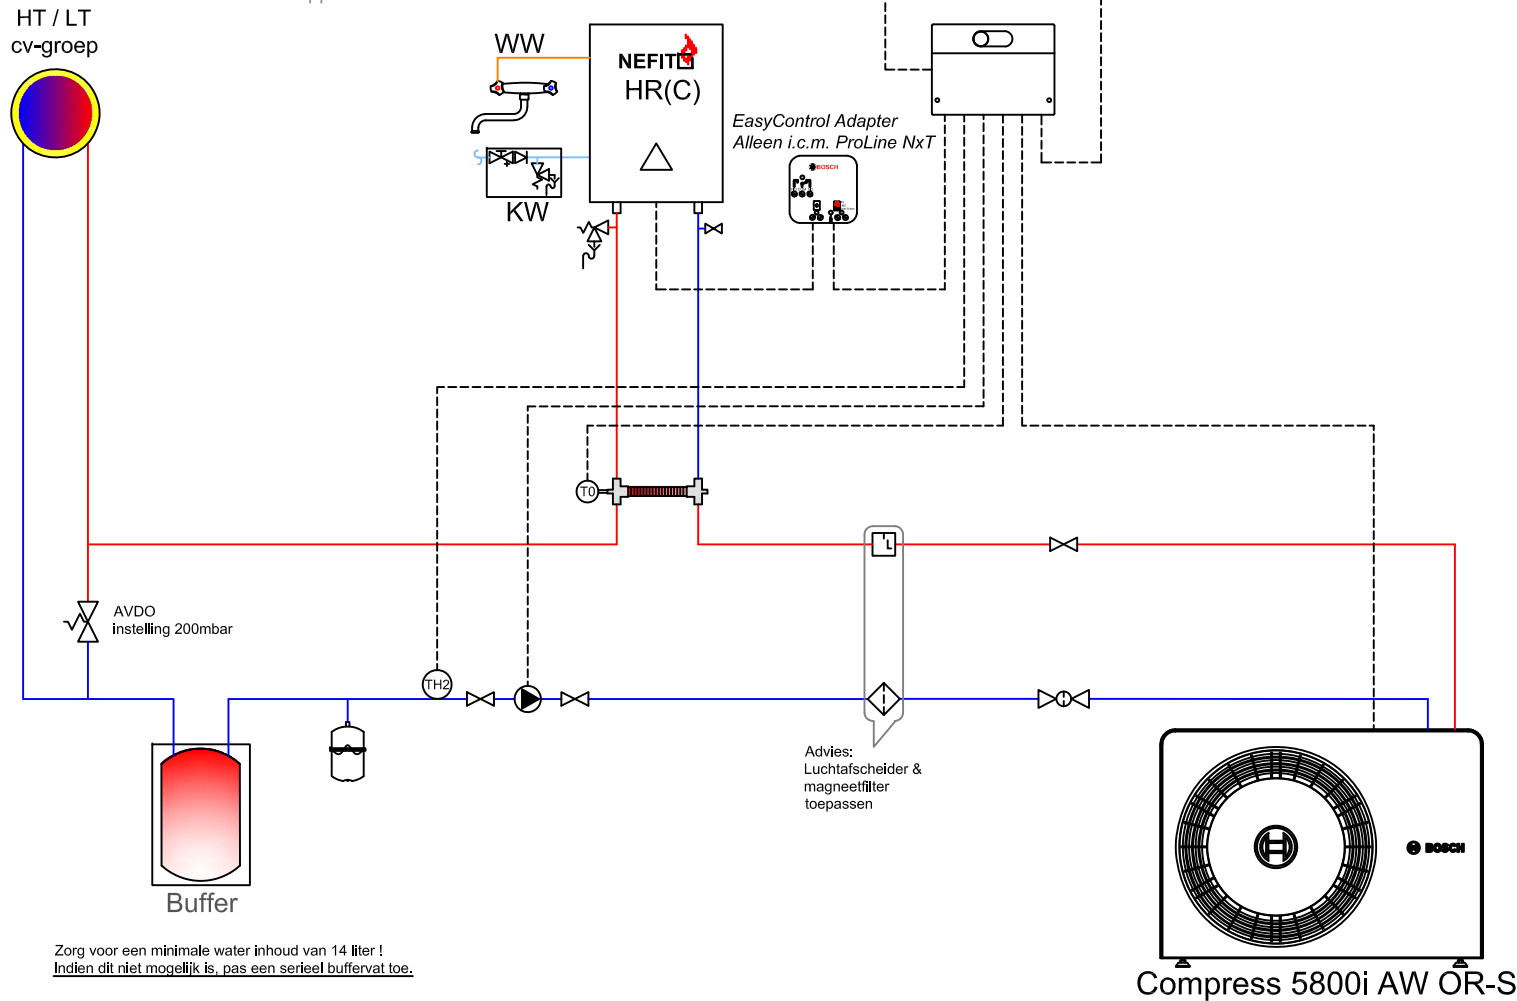 HT / LT
cv-groep
WW
NEFIT
HR(C)
KW
EasyControl Adapter
Alleen i.c.m. ProLine NxT
BOSCH
T0
AVDO
instelling 200mbar
TH2
L
Advies:
Luchtafscheider &
magneetfilter
toepassen
Buffer
BOSCH
Zorg voor een minimale water inhoud van 14 liter !
Indien dit niet mogelijk is, pas een serieel buffervat toe.
Compress 5800i AW OR-S